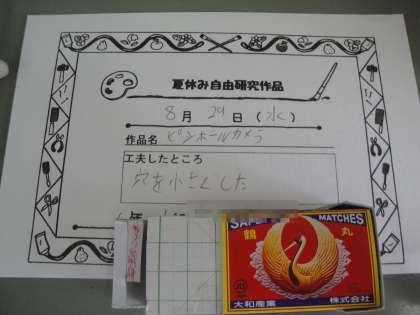 夏休み自由研究作品
8月29日(水)
作品名 ピンホールカメラ
工夫したところ
穴を小さくした
年
SAF MATCHES
鶴 丸
大和産業 株式会社